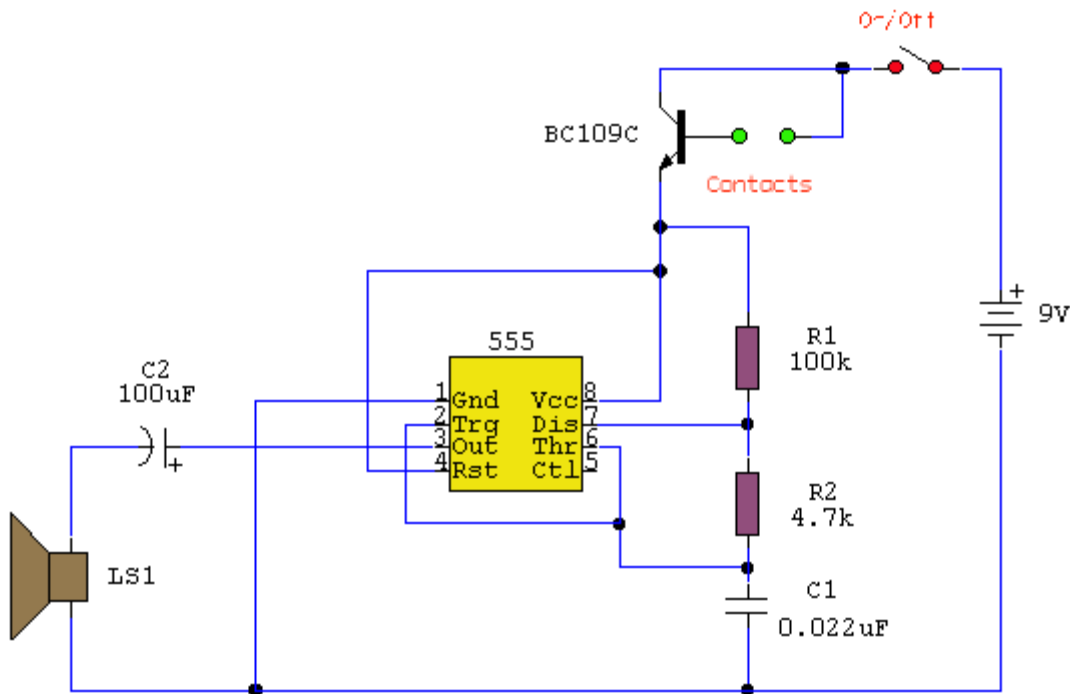 On/Off
BC109C
Contacts
+
9V
555
R1
100k
C2
100uF
1 Gnd Vcc 8
2 Trg Dis 7
3 Out Thr 6
4 Rst Ctl 5
+
R2
4.7k
LS1
C1
0.022uF